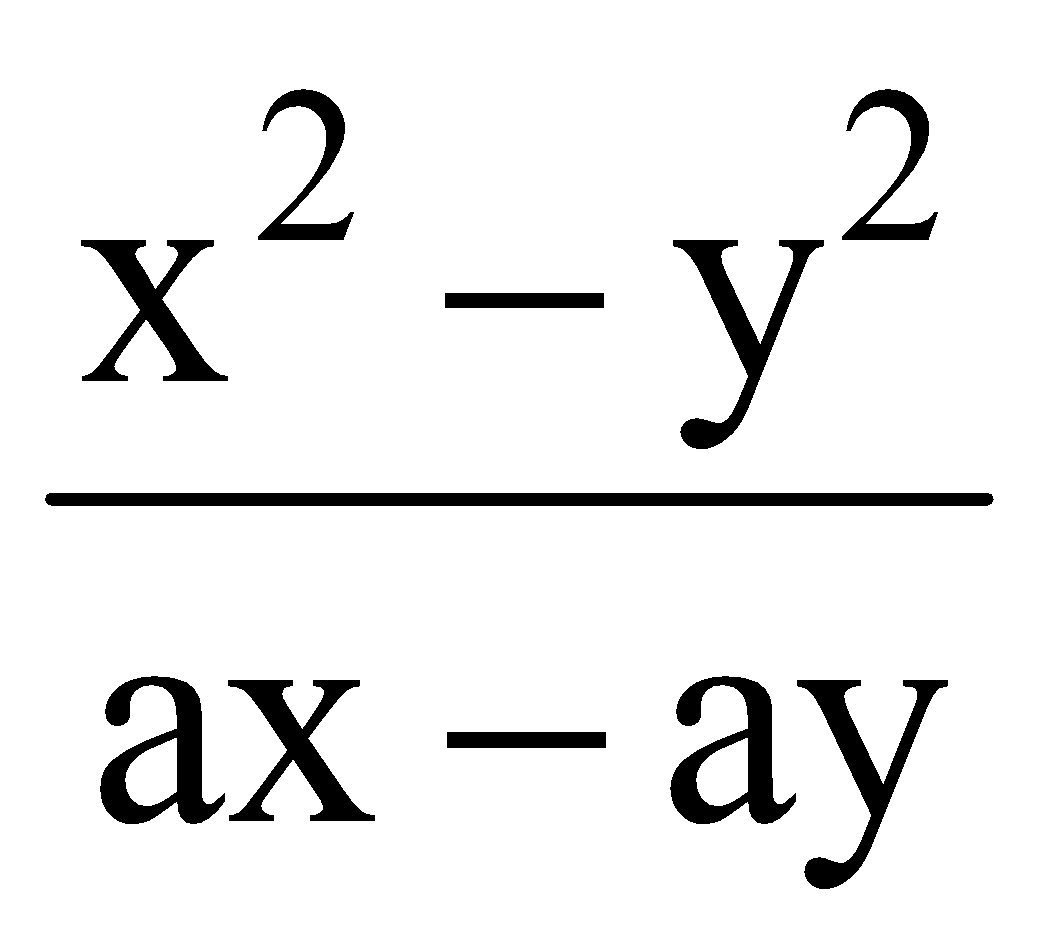 x² − y²
ax − ay